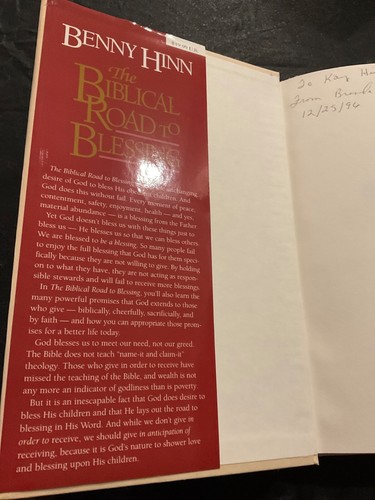 BENNY HINN
The
BIBLICAL
ROAD TO
BLESSING
The Biblical Road to Blessing
desire of God to bless His children. And
God does this without fail. Every moment of peace,
contentment, safety, enjoyment, health — and yes,
material abundance — is a blessing from the Father
Yet God doesn't bless us with these things just to
bless us — He blesses us so that we can bless others.
We are blessed to be a blessing. So many people fail
to enjoy the full blessing that God has for them speci-
fically because they are not willing to give. By holding
on to what they have, they are not acting as respon-
sible stewards and will fail to receive more blessings.
In The Biblical Road to Blessing, you'll also learn the
many powerful promises that God extends to those
who give — biblically, cheerfully, sacrificially, and
by faith — and how you can appropriate those prom-
ises for a better life today.
God blesses us to meet our need, not our greed.
The Bible does not teach "name-it and claim-it"
theology. Those who give in order to receive have
missed the teaching of the Bible, and wealth is not
any more an indicator of godliness than is poverty
But it is an inescapable fact that God does desire to
bless His children and that He lays out the road to
blessing in His Word. And while we don't give in
order to receive, we should give in anticipation of
receiving, because it is God's nature to shower love
and blessing upon His children.
To Kay
From
12/25/96